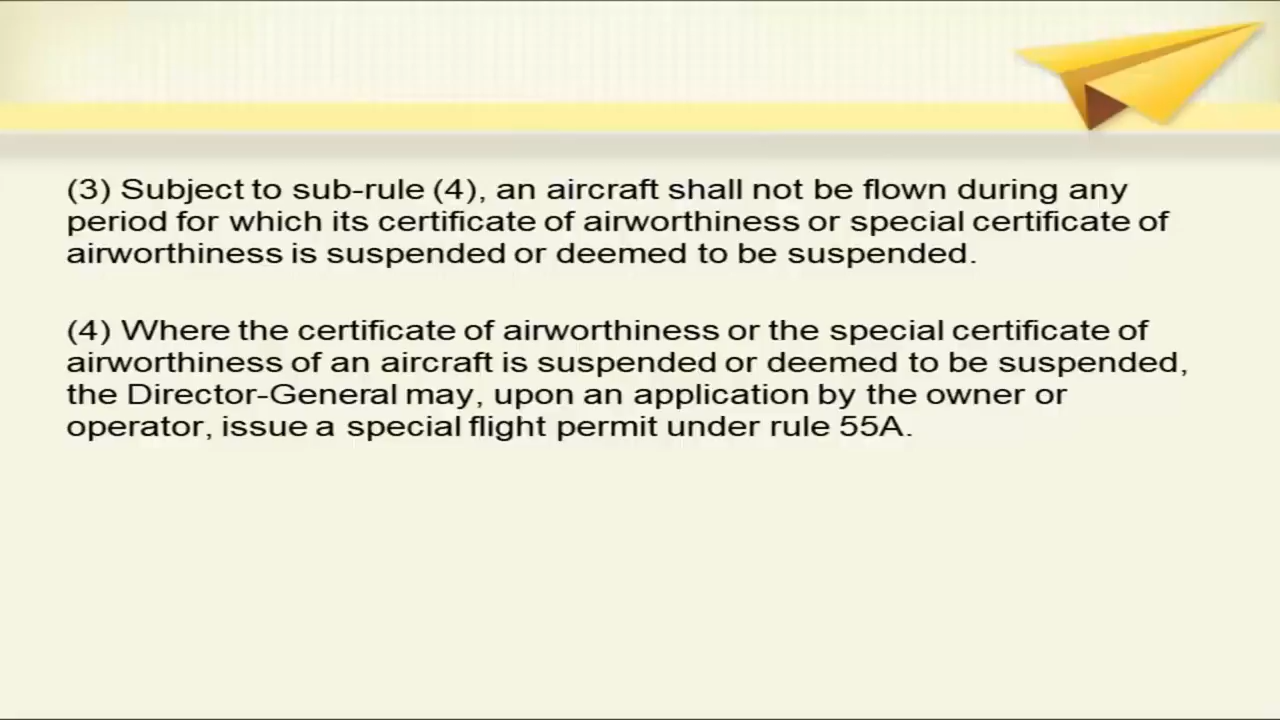 (3) Subject to sub-rule (4), an aircraft shall not be flown during any
period for which its certificate of airworthiness or special certificate of
airworthiness is suspended or deemed to be suspended.
(4) Where the certificate of airworthiness or the special certificate of
airworthiness of an aircraft is suspended or deemed to be suspended,
the Director-General may, upon an application by the owner or
operator, issue a special flight permit under rule 55A.